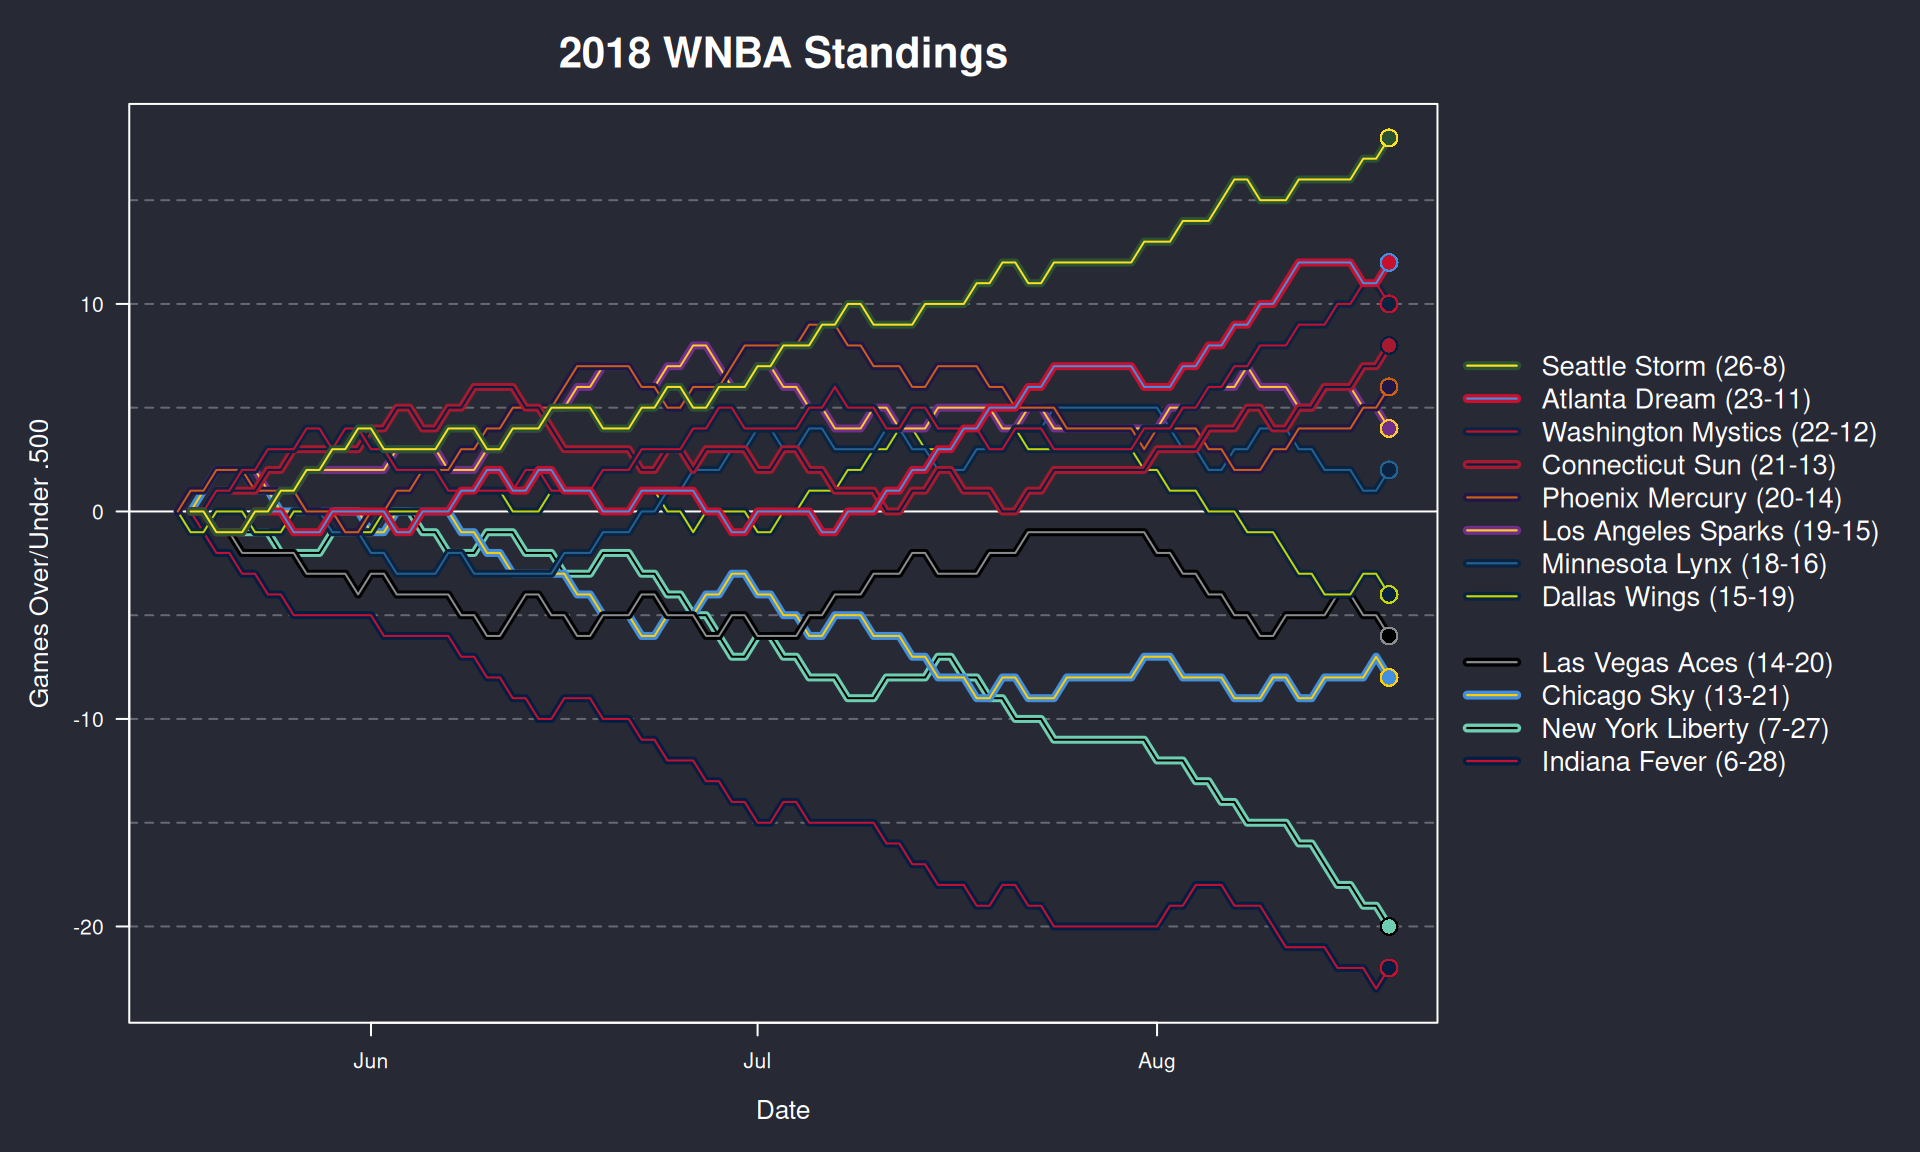 2018 WNBA Standings
Games Over/Under .500
10
0
-10
-20
Jun
Jul
Aug
Date
Seattle Storm (26-8)
Atlanta Dream (23-11)
Washington Mystics (22-12)
Connecticut Sun (21-13)
Phoenix Mercury (20-14)
Los Angeles Sparks (19-15)
Minnesota Lynx (18-16)
Dallas Wings (15-19)
Las Vegas Aces (14-20)
Chicago Sky (13-21)
New York Liberty (7-27)
Indiana Fever (6-28)